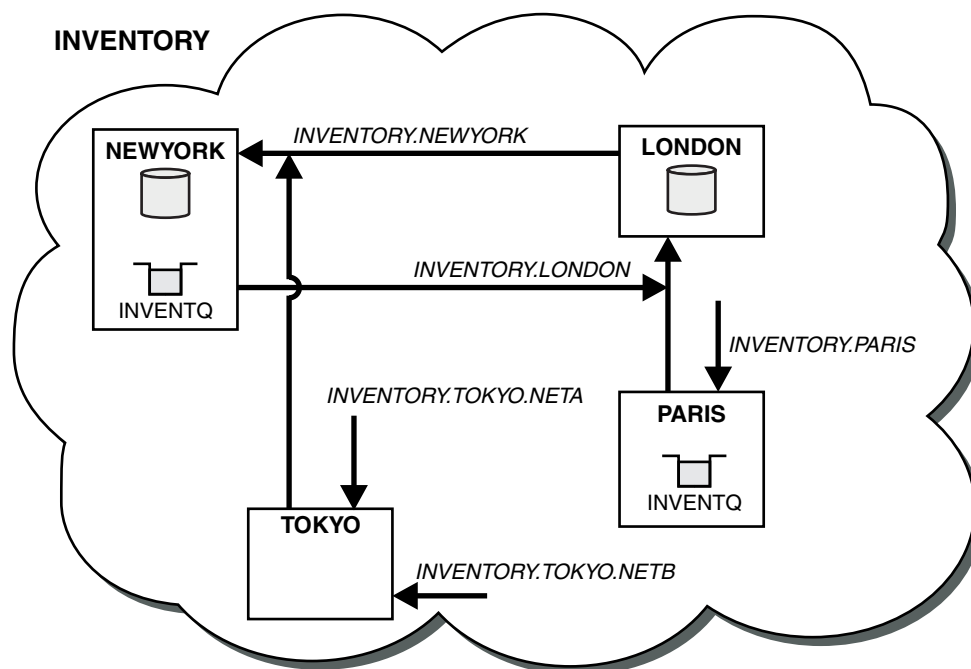 INVENTORY
INVENTORY.NEWYORK
NEWYORK
LONDON
INVENTORY.LONDON
INVENTQ
INVENTORY.PARIS
INVENTORY.TOKYO.NETA
PARIS
INVENTQ
TOKYO
INVENTORY.TOKYO.NETB